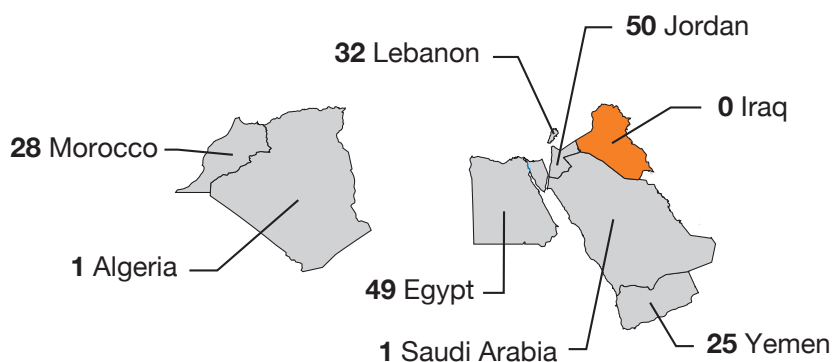 50 Jordan
32 Lebanon
0 Iraq
28 Morocco
1 Algeria
49 Egypt
1 Saudi Arabia
25 Yemen